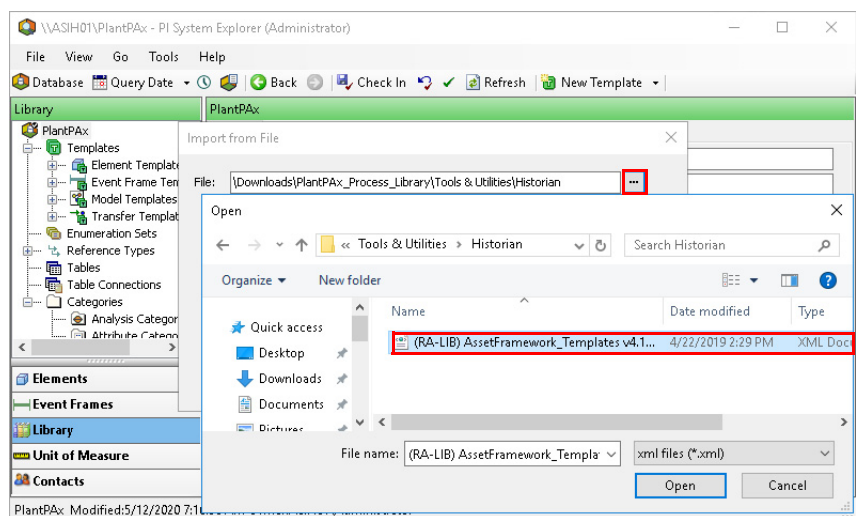 \\ASIH01\PlantPAx - PI System Explorer (Administrator)
File View Go Tools Help
Database Query Date Back Check In Refresh New Template
Library
PlantPAx
PlantPAx
Templates
Element Templat
Event Frame Ten
Model Templates
Transfer Templat
Enumeration Sets
Reference Types
Tables
Table Connections
Categories
Analysis Categor
Attribute Catego
Elements
Event Frames
Library
Unit of Measure
Contacts
PlantPAx Modified:5/12/2020 7:1
Import from File
File: \Downloads\PlantPAx_Process_Library\Tools & Utilities\Historian ...
Open
« Tools & Utilities > Historian
Search Historian
Organize New folder
Name Date modified Type
Quick access
Desktop
Downloads
Documents
Pictures
(RA-LIB) AssetFramework_Templates v4.1... 4/22/2019 2:29 PM XML Doc
File name: (RA-LIB) AssetFramework_Templa xml files (*.xml)
Open Cancel